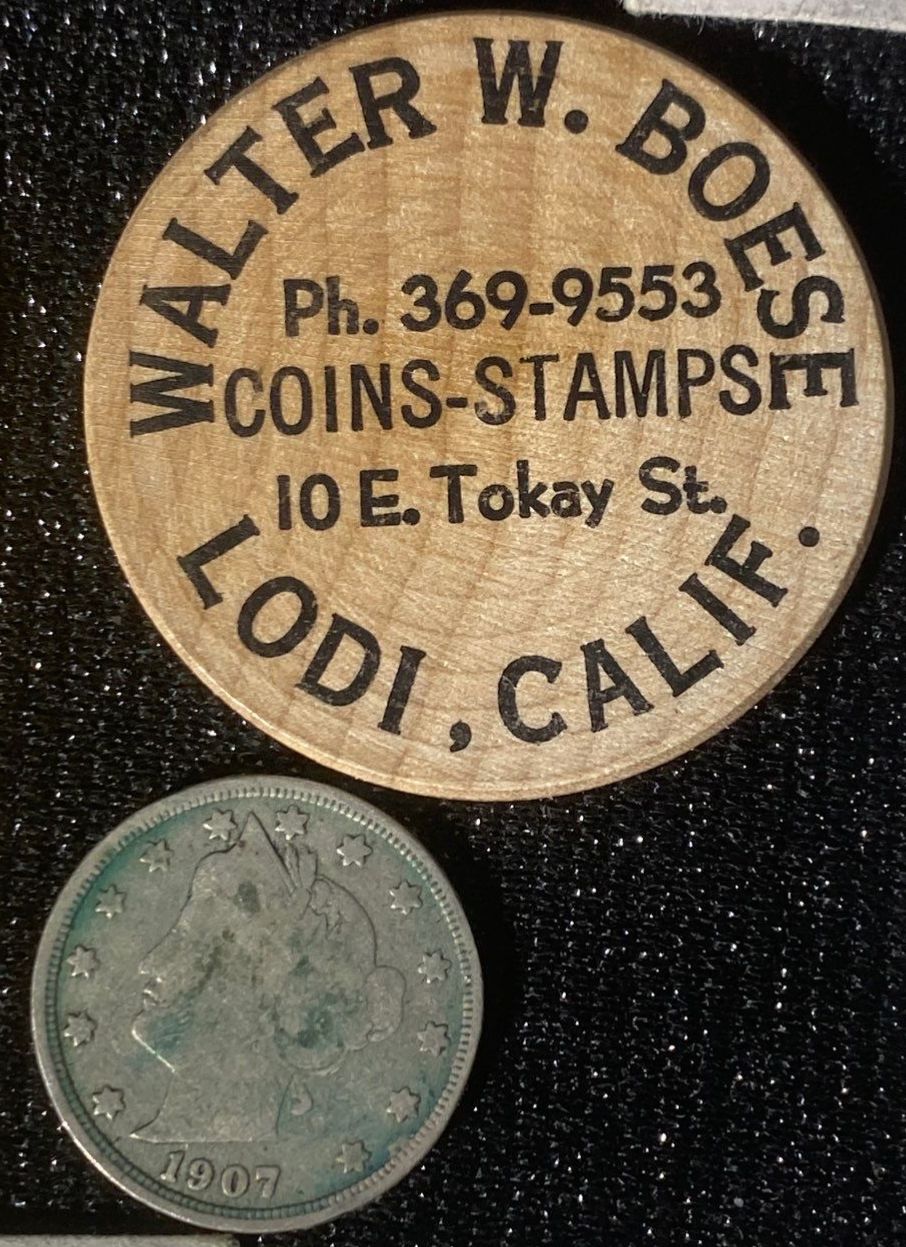 WALTER W. BOESE
Ph. 369-9553
COINS-STAMPS
10 E. Tokay St.
LODI, CALIF.
1907